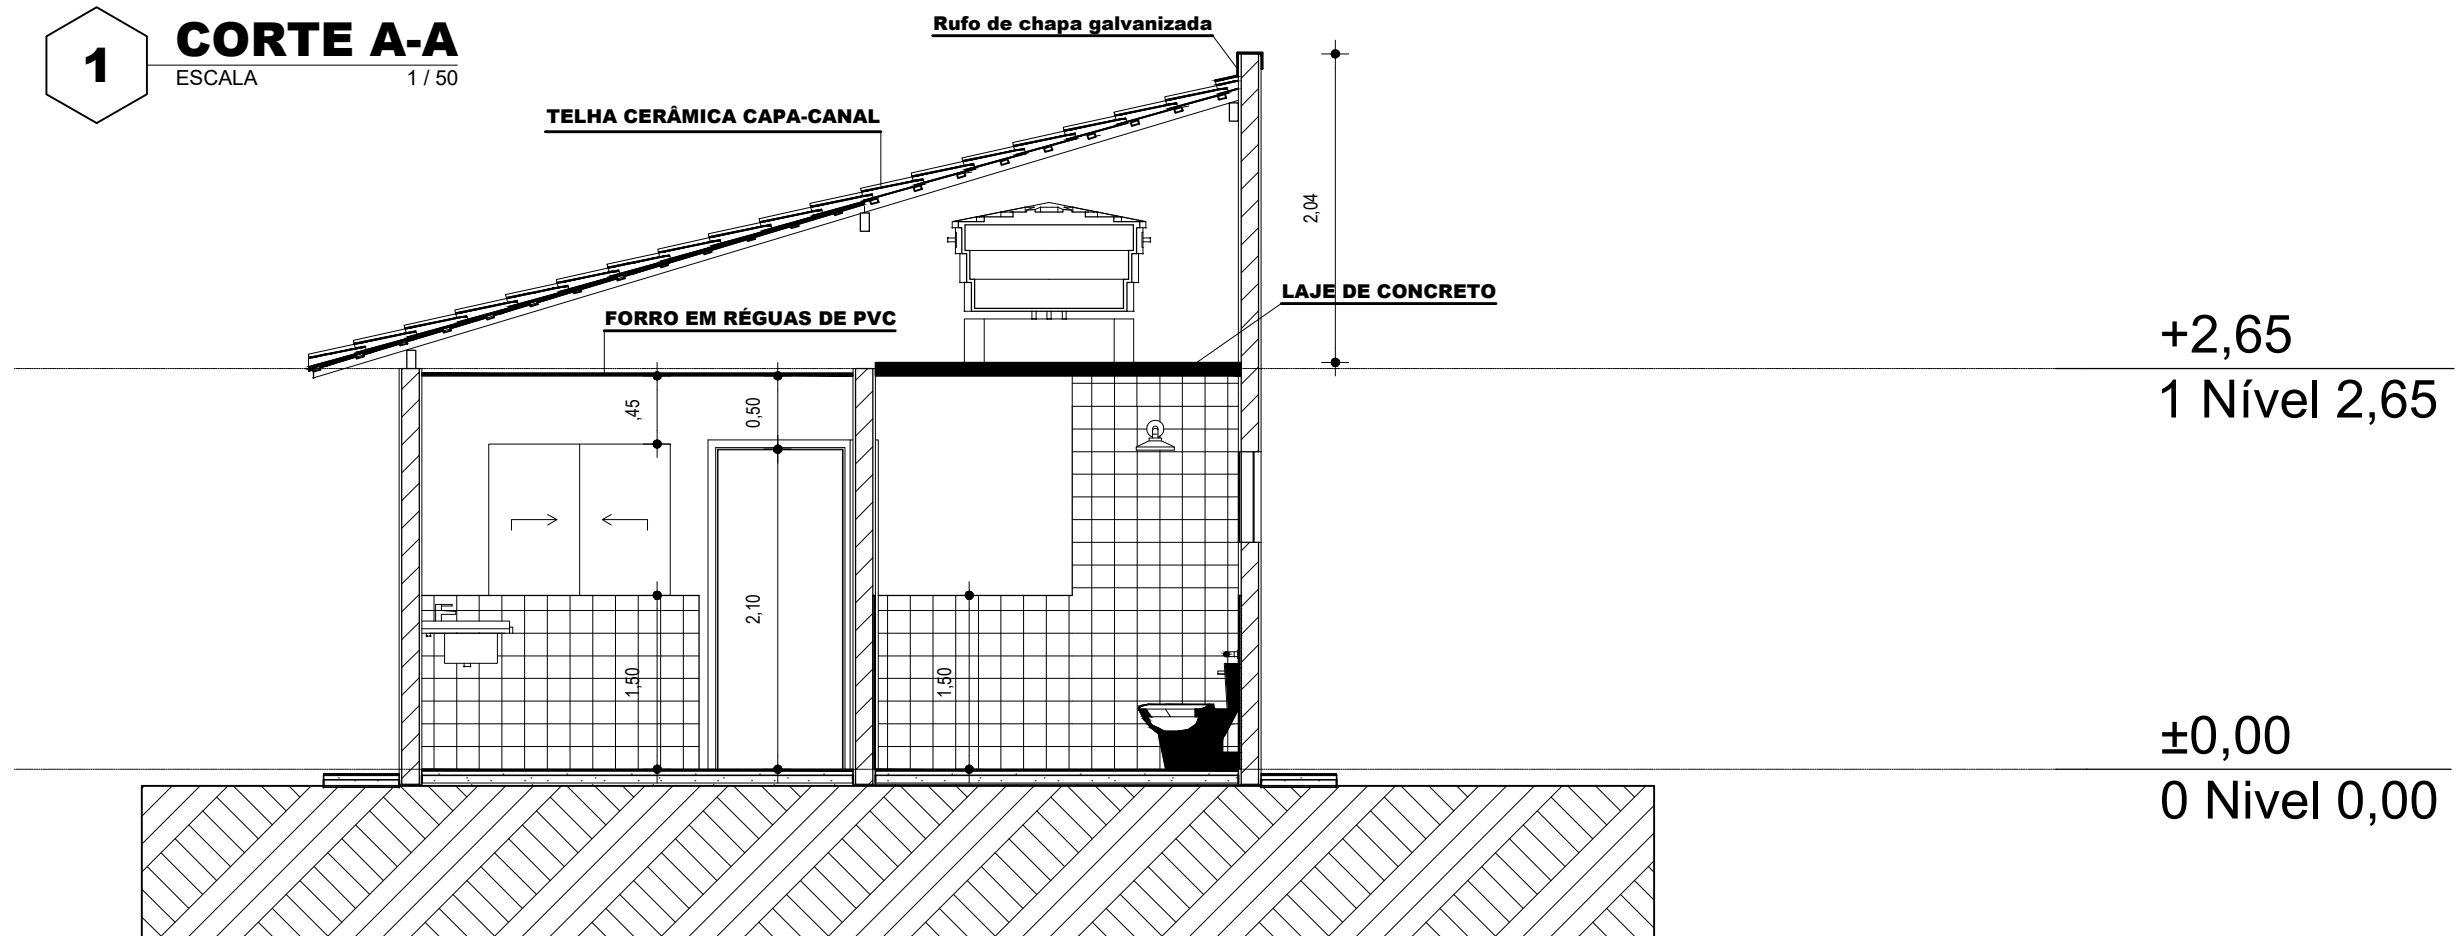 1
CORTE A-A
ESCALA 1 / 50
Rufo de chapa galvanizada
TELHA CERÂMICA CAPA-CANAL
2,04
LAJE DE CONCRETO
FORRO EM RÉGUAS DE PVC
+2,65
1 Nível 2,65
,45
0,50
2,10
1,50
1,50
±0,00
0 Nivel 0,00